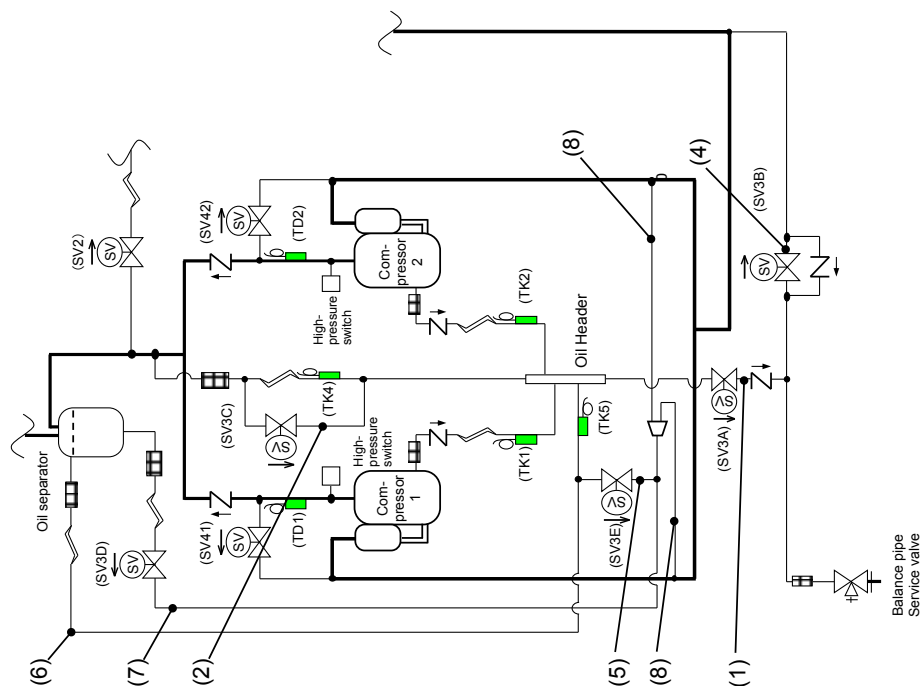 (8)
(4)
(SV3B)
(SV2)
SV
(SV42)
SV
(TD2)
Com-
pressor
2
High-
pressure
switch
(TK2)
Oil Header
SV
Oil separator
(SV3C)
SV
(TK4)
(TK5)
(SV3A)
SV
High-
pressure
switch
(TK1)
Com-
pressor
1
(TD1)
(SV41)
SV
(SV3D)
SV
(SV3E)
SV
Balance pipe
Service valve
(6)
(7)
(2)
(5)
(8)
(1)